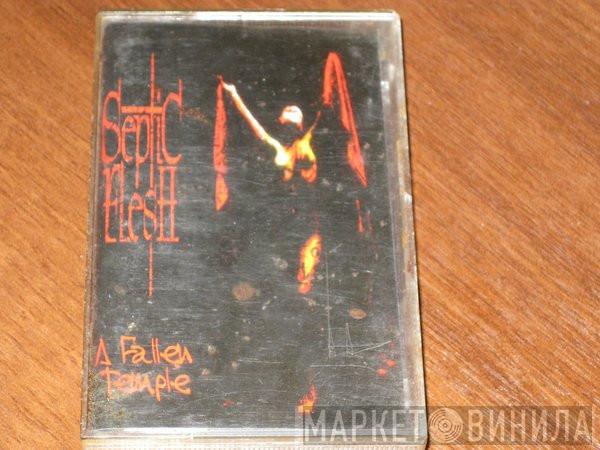 SEPTIC
FLESH
A Fallen
Temple
МАРКЕТ ВИНИЛА